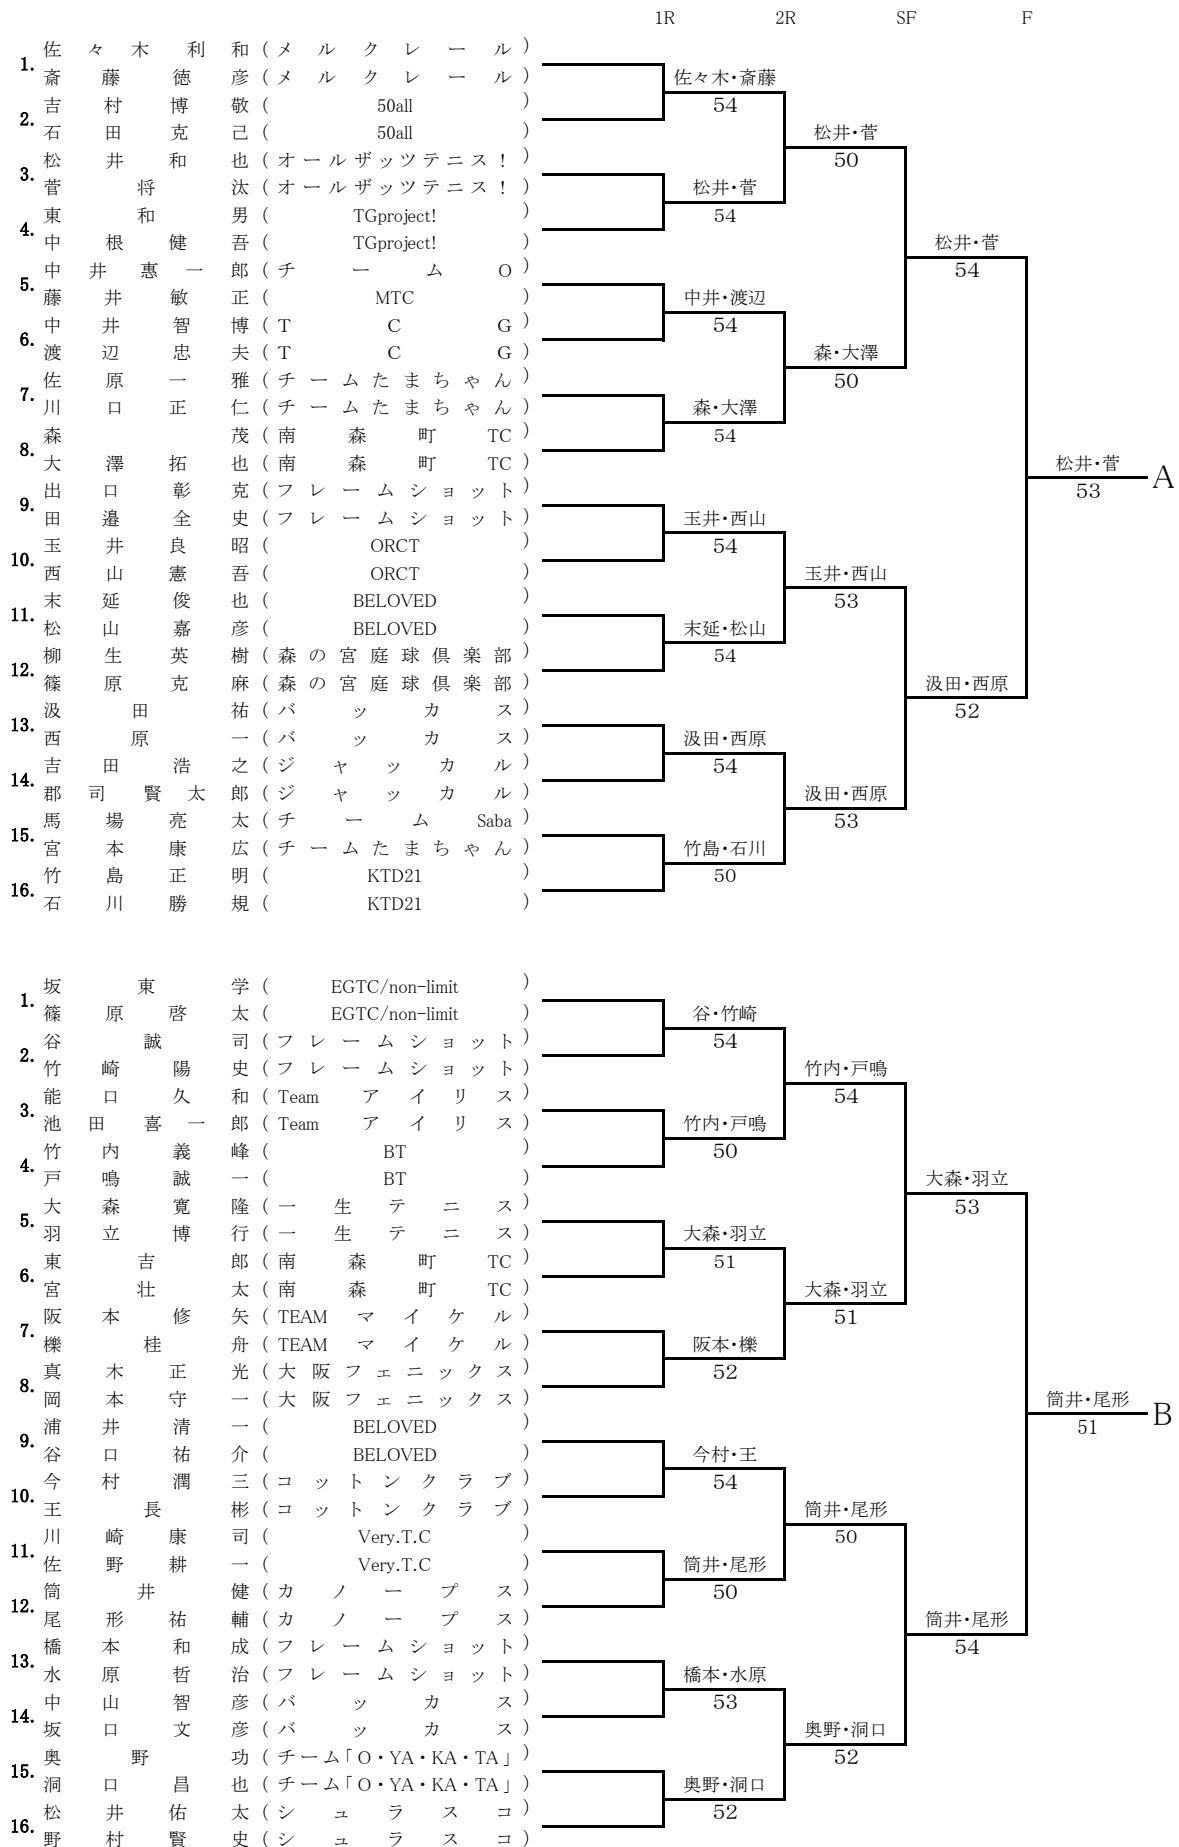 1R 2R SF F
佐々木利和(メルクレール)
1.
斎藤徳彦(メルクレール)
佐々木・斎藤
54
吉村博敬(50all)
2.
石田克己(50all)
松井・菅
50
松井和也(オールザッツテニス!)
3.
菅将汰(オールザッツテニス!)
松井・菅
54
東和男(TGproject!)
4.
中根健吾(TGproject!)
松井・菅
54
中井惠一郎(チームO)
5.
藤井敏正(MTC)
中井・渡辺
54
中井智博(TCG)
6.
渡辺忠夫(TCG)
森・大澤
50
佐原一雅(チームたまちゃん)
7.
川口正仁(チームたまちゃん)
森・大澤
54
森茂(南森町TC)
8.
大澤拓也(南森町TC)
松井・菅
53
A
出口彰克(フレームショット)
9.
田邉全史(フレームショット)
玉井・西山
54
玉井良昭(ORCT)
10.
西山憲吾(ORCT)
玉井・西山
53
末延俊也(BELOVED)
11.
松山嘉彦(BELOVED)
末延・松山
54
柳生英樹(森の宮庭球倶楽部)
12.
篠原克麻(森の宮庭球倶楽部)
汲田・西原
52
汲田祐(バッカス)
13.
西原一(バッカス)
汲田・西原
54
吉田浩之(ジャッカル)
14.
郡司賢太郎(ジャッカル)
汲田・西原
53
馬場亮太(チームSaba)
15.
宮本康広(チームたまちゃん)
竹島・石川
50
竹島正明(KTD21)
16.
石川勝規(KTD21)
坂東学(EGTC/non-limit)
1.
篠原啓太(EGTC/non-limit)
谷・竹崎
54
谷誠司(フレームショット)
2.
竹崎陽史(フレームショット)
竹内・戸鳴
54
能口久和(Team アイリス)
3.
池田喜一郎(Team アイリス)
竹内・戸鳴
50
竹内義峰(BT)
4.
戸鳴誠一(BT)
大森・羽立
53
大森寛隆(一生テニス)
5.
羽立博行(一生テニス)
大森・羽立
51
東吉郎(南森町TC)
6.
宮壮太(南森町TC)
大森・羽立
51
阪本修矢(TEAM マイケル)
7.
櫟桂舟(TEAM マイケル)
阪本・櫟
52
真木正光(大阪フェニックス)
8.
岡本守一(大阪フェニックス)
筒井・尾形
51
B
浦井清一(BELOVED)
9.
谷口祐介(BELOVED)
今村・王
54
今村潤三(コットンクラブ)
10.
王長彬(コットンクラブ)
筒井・尾形
50
川崎康司(Very.T.C)
11.
佐野耕一(Very.T.C)
筒井・尾形
50
筒井健(カノープス)
12.
尾形祐輔(カノープス)
筒井・尾形
54
橋本和成(フレームショット)
13.
水原哲治(フレームショット)
橋本・水原
53
中山智彦(バッカス)
14.
坂口文彦(バッカス)
奥野・洞口
52
奥野功(チーム「O・YA・KA・TA」)
15.
洞口昌也(チーム「O・YA・KA・TA」)
奥野・洞口
52
松井佑太(シュラスコ)
16.
野村賢史(シュラスコ)